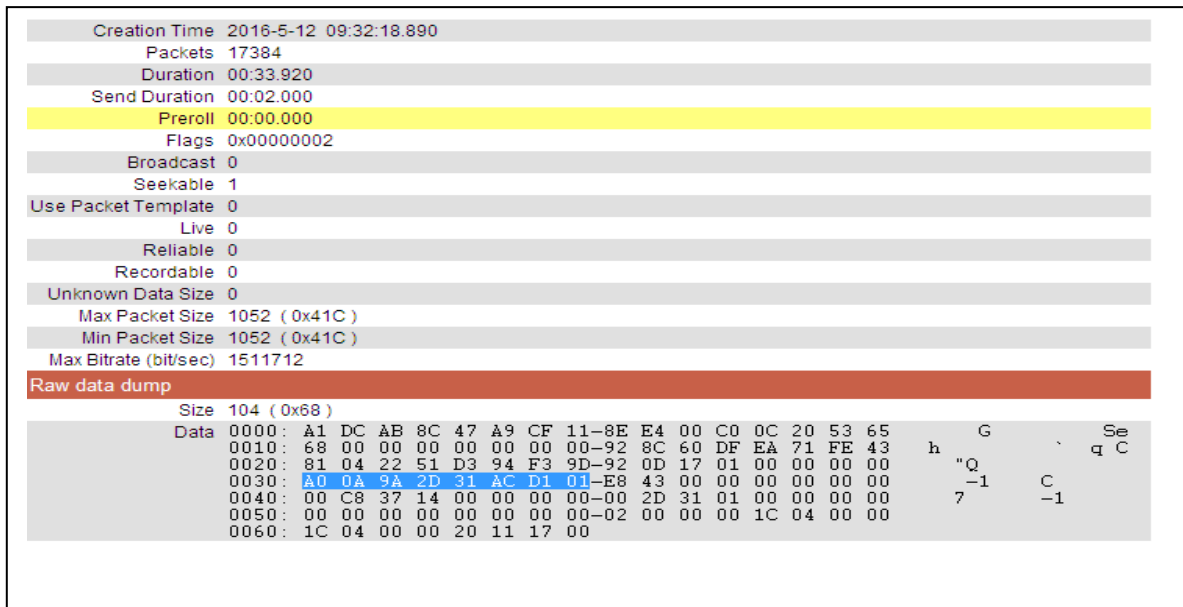 Creation Time 2016-5-12 09:32:18.890
Packets 17384
Duration 00:33.920
Send Duration 00:02.000
Preroll 00:00.000
Flags 0x00000002
Broadcast 0
Seekable 1
Use Packet Template 0
Live 0
Reliable 0
Recordable 0
Unknown Data Size 0
Max Packet Size 1052 ( 0x41C )
Min Packet Size 1052 ( 0x41C )
Max Bitrate (bit/sec) 1511712
Raw data dump
Size 104 ( 0x68 )
Data 0000: A1 DC AB 8C 47 A9 CF 11-8E E4 00 C0 0C 20 53 65 G Se
0010: 68 00 00 00 00 00 00 00-92 8C 60 DF EA 71 FE 43 h ` q C
0020: 81 04 22 51 D3 94 F3 9D-92 0D 17 01 00 00 00 00 "Q
0030: A0 0A 9A 2D 31 AC D1 01-E8 43 00 00 00 00 00 00 -1 C
0040: 00 C8 37 14 00 00 00 00-00 2D 31 01 00 00 00 00 7 -1
0050: 00 00 00 00 00 00 00 00-02 00 00 00 1C 04 00 00
0060: 1C 04 00 00 20 11 17 00